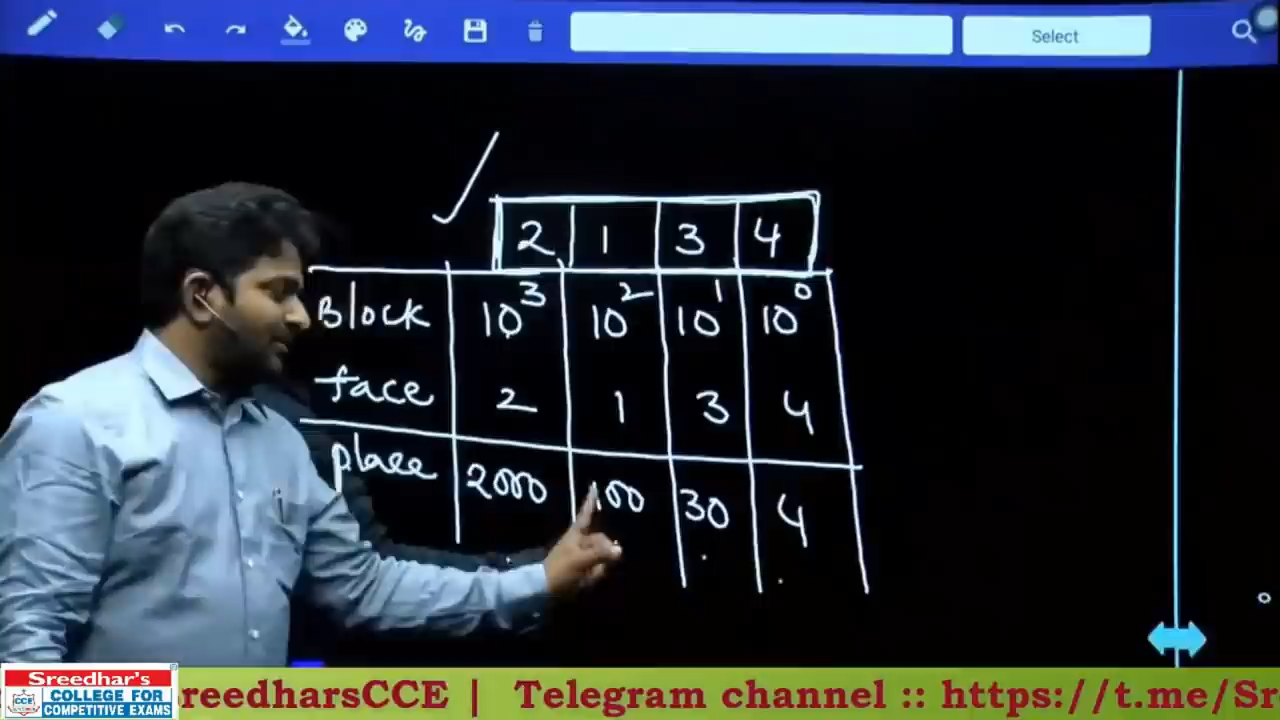 Select
2 1 3 4
Block 10³ 10² 10¹ 10⁰
face 2 1 3 4
place 2000 100 30 4
Sreedhar's
CCE
COLLEGE FOR
COMPETITIVE EXAMS
reedharsCCE | Telegram channel :: https://t.me/Sr